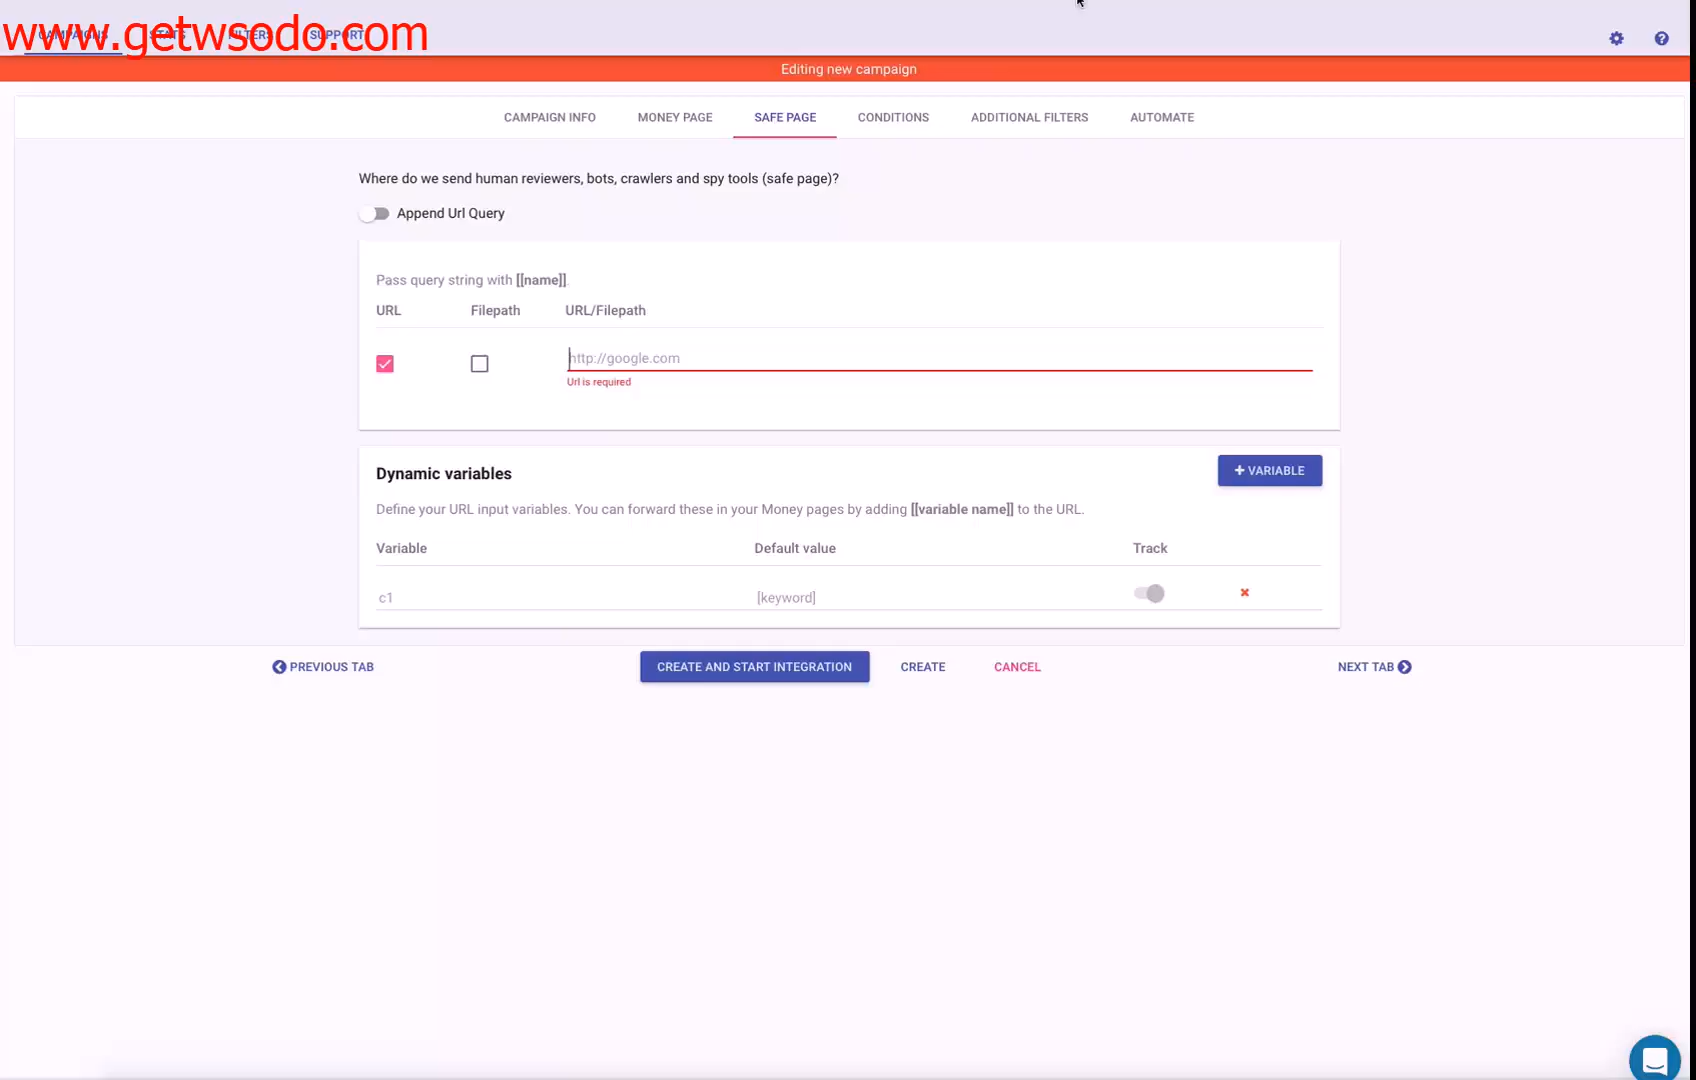 www.getwsodo.com
CAMPAIGNS STATS FILTERS SUPPORT
Editing new campaign
CAMPAIGN INFO MONEY PAGE SAFE PAGE CONDITIONS ADDITIONAL FILTERS AUTOMATE
Where do we send human reviewers, bots, crawlers and spy tools (safe page)?
Append Url Query
Pass query string with [[name]].
URL Filepath URL/Filepath
http://google.com
Url is required
Dynamic variables
+ VARIABLE
Define your URL input variables. You can forward these in your Money pages by adding [[variable name]] to the URL.
Variable Default value Track
c1 [keyword]
PREVIOUS TAB CREATE AND START INTEGRATION CREATE CANCEL NEXT TAB